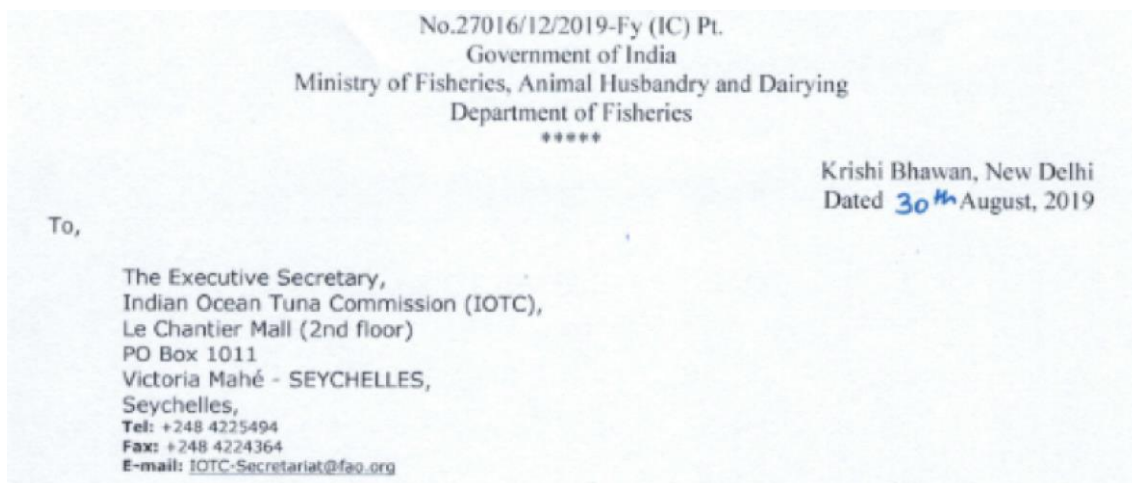 No.27016/12/2019-Fy (IC) Pt.
Government of India
Ministry of Fisheries, Animal Husbandry and Dairying
Department of Fisheries
*****
Krishi Bhawan, New Delhi
Dated 30th August, 2019
To,
The Executive Secretary,
Indian Ocean Tuna Commission (IOTC),
Le Chantier Mall (2nd floor)
PO Box 1011
Victoria Mahé - SEYCHELLES,
Seychelles,
Tel: +248 4225494
Fax: +248 4224364
E-mail: IOTC-Secretariat@fao.org